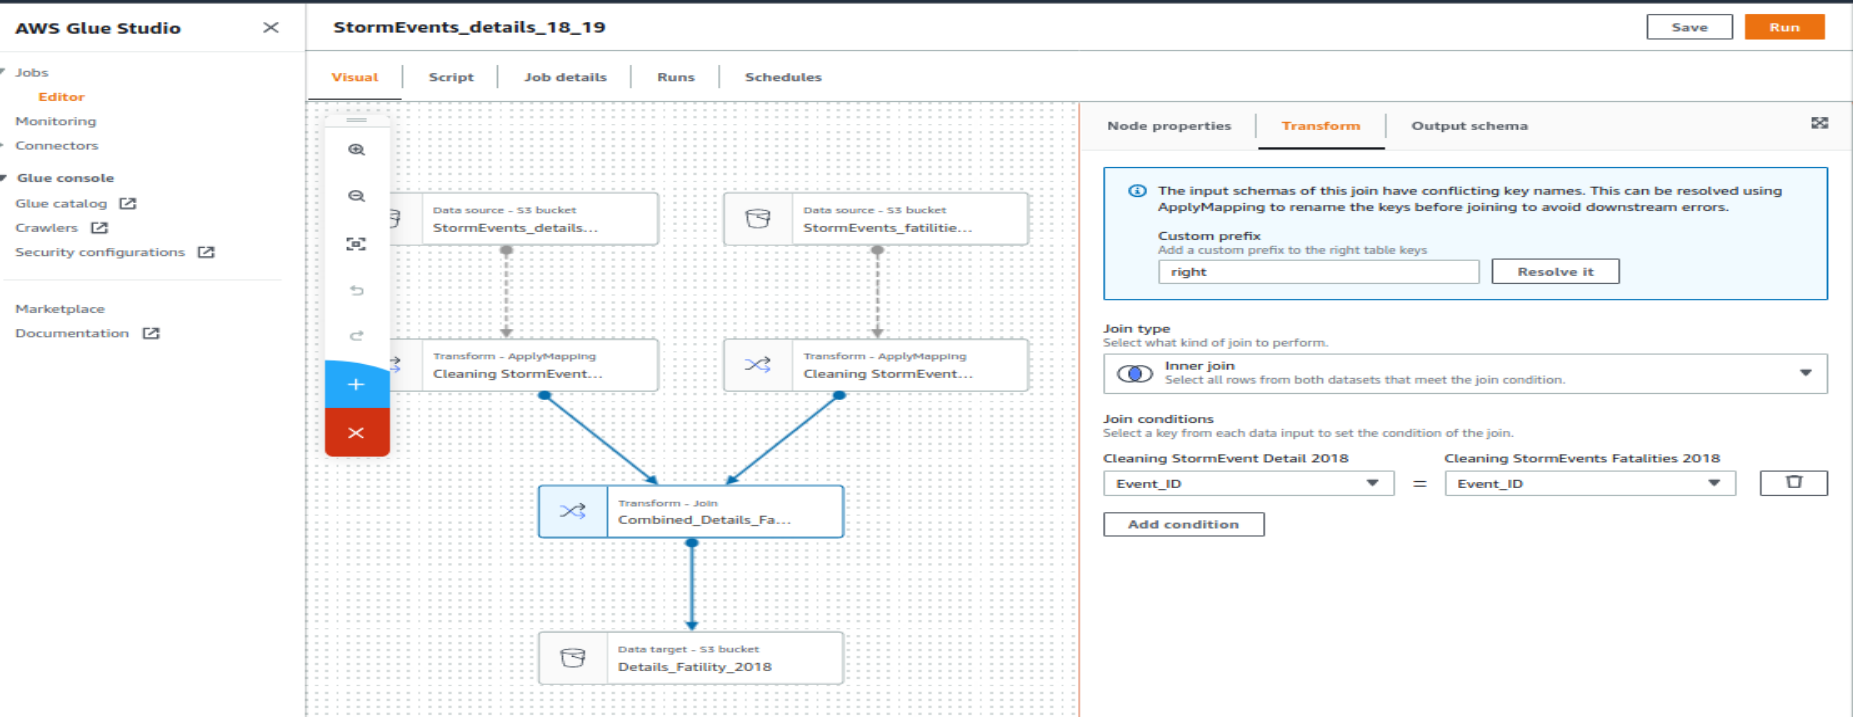 AWS Glue Studio
Jobs
Editor
Monitoring
Connectors
Glue console
Glue catalog
Crawlers
Security configurations
Marketplace
Documentation
StormEvents_details_18_19
Save
Run
Visual
Script
Job details
Runs
Schedules
Data source - S3 bucket
StormEvents_details...
Data source - S3 bucket
StormEvents_fatilitie...
Transform - ApplyMapping
Cleaning StormEvent...
Transform - ApplyMapping
Cleaning StormEvent...
Transform - Join
Combined_Details_Fa...
Data target - S3 bucket
Details_Fatility_2018
Node properties
Transform
Output schema
The input schemas of this join have conflicting key names. This can be resolved using
ApplyMapping to rename the keys before joining to avoid downstream errors.
Custom prefix
Add a custom prefix to the right table keys
right
Resolve it
Join type
Select what kind of join to perform.
Inner join
Select all rows from both datasets that meet the join condition.
Join conditions
Select a key from each data input to set the condition of the join.
Cleaning StormEvent Detail 2018
Cleaning StormEvents Fatalities 2018
Event_ID
=
Event_ID
Add condition